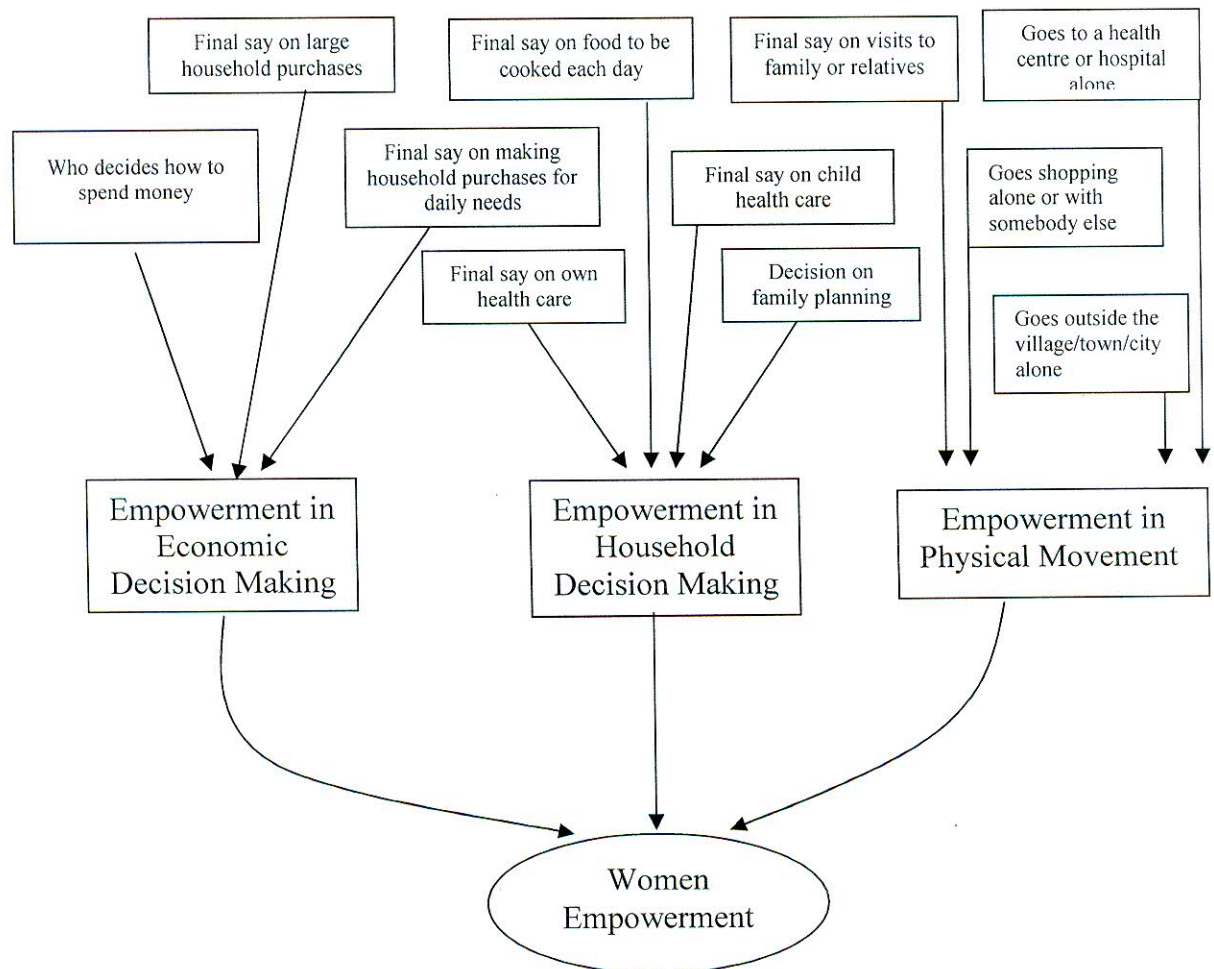 Final say on large
household purchases
Final say on food to be
cooked each day
Final say on visits to
family or relatives
Goes to a health
centre or hospital
alone
Who decides how to
spend money
Final say on making
household purchases for
daily needs
Final say on child
health care
Goes shopping
alone or with
somebody else
Final say on own
health care
Decision on
family planning
Goes outside the
village/town/city
alone
Empowerment in
Economic
Decision Making
Empowerment in
Household
Decision Making
Empowerment in
Physical Movement
Women
Empowerment